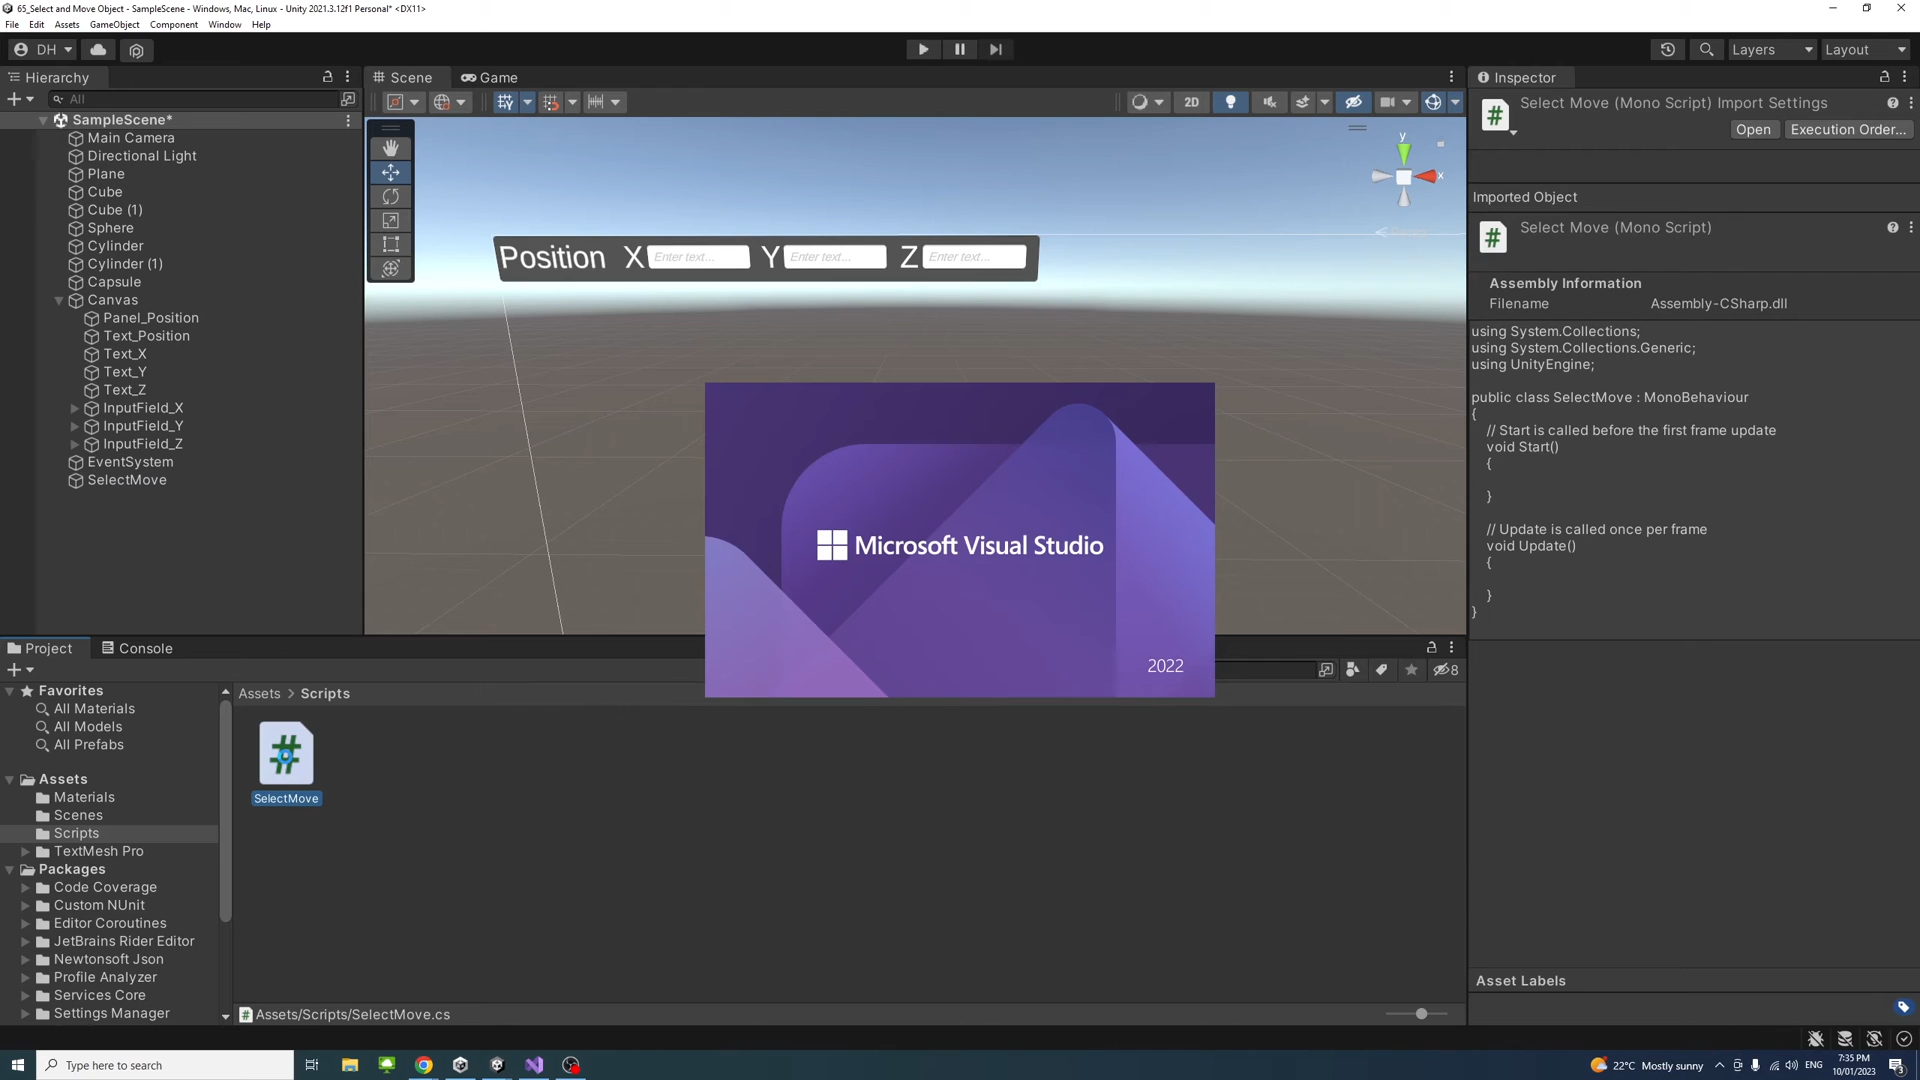 65_Select and Move Object - SampleScene - Windows, Mac, Linux - Unity 2021.3.12f1 Personal* <DX11>
File Edit Assets GameObject Component Window Help
DH
Layers
Layout
Hierarchy
All
SampleScene*
Main Camera
Directional Light
Plane
Cube
Cube (1)
Sphere
Cylinder
Cylinder (1)
Capsule
Canvas
Panel_Position
Text_Position
Text_X
Text_Y
Text_Z
InputField_X
InputField_Y
InputField_Z
EventSystem
SelectMove
Scene
Game
2D
y
x
Position X Enter text... Y Enter text... Z Enter text...
Microsoft Visual Studio
2022
Inspector
Select Move (Mono Script) Import Settings
Open
Execution Order...
Imported Object
Select Move (Mono Script)
Assembly Information
Filename Assembly-CSharp.dll
using System.Collections;
using System.Collections.Generic;
using UnityEngine;
public class SelectMove : MonoBehaviour
{
// Start is called before the first frame update
void Start()
{
}
// Update is called once per frame
void Update()
{
}
}
Asset Labels
Project
Console
8
Favorites
All Materials
All Models
All Prefabs
Assets
Materials
Scenes
Scripts
TextMesh Pro
Packages
Code Coverage
Custom NUnit
Editor Coroutines
JetBrains Rider Editor
Newtonsoft Json
Profile Analyzer
Services Core
Settings Manager
Assets > Scripts
#
SelectMove
Assets/Scripts/SelectMove.cs
Type here to search
22°C Mostly sunny
ENG
7:35 PM
10/01/2023
3